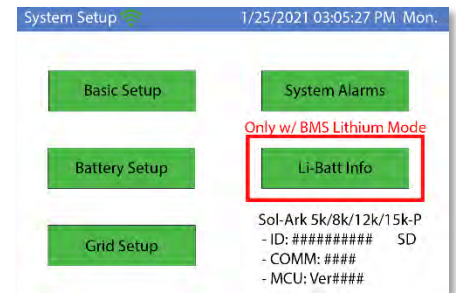 System Setup 1/25/2021 03:05:27 PM Mon.
Basic Setup
System Alarms
Only w/ BMS Lithium Mode
Battery Setup
Li-Batt Info
Grid Setup
Sol-Ark 5k/8k/12k/15k-P
- ID: ########## SD
- COMM: ####
- MCU: Ver####